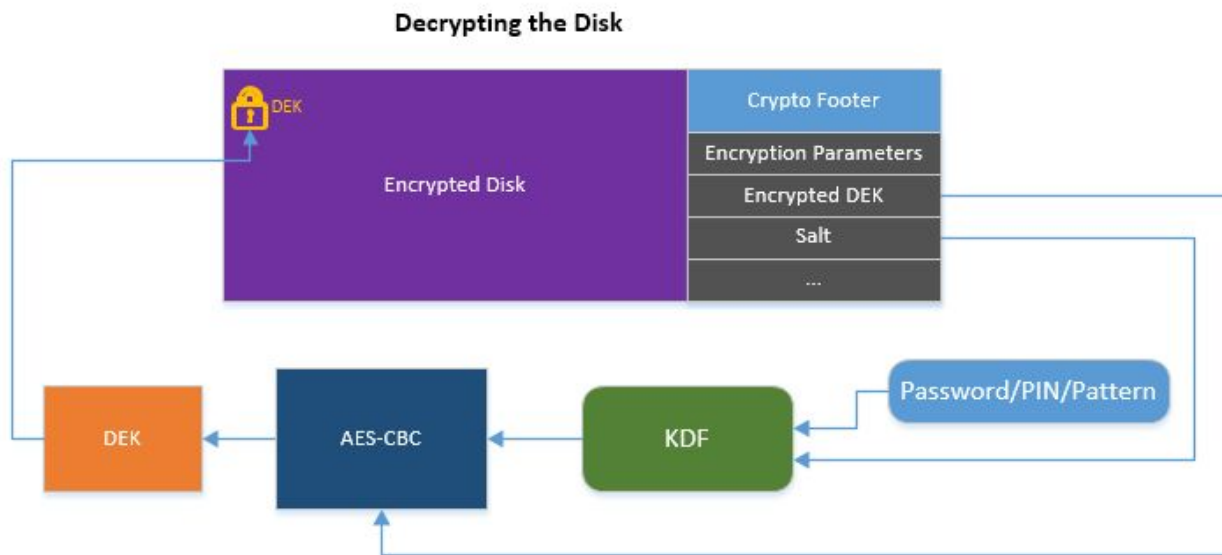 Decrypting the Disk
DEK
Encrypted Disk
Crypto Footer
Encryption Parameters
Encrypted DEK
Salt
...
Password/PIN/Pattern
KDF
AES-CBC
DEK